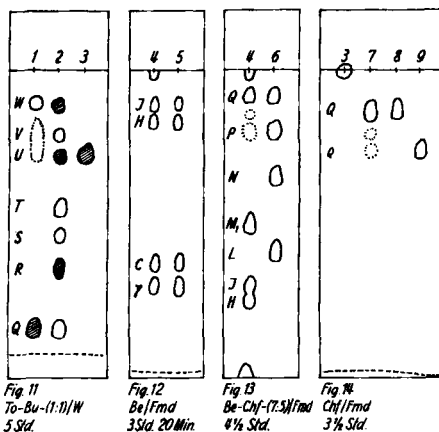 1 2 3
W
V
U
T
S
R
Q
Fig. 11
To-Bu-(1:1)/W
5 Std.
4 5
J
H
C
γ
Fig. 12
Be/Fmd
3 Std. 20 Min.
4 6
Q
P
N
M₁
L
J
H
Fig. 13
Be-Chf-(7:5)/Fmd
4½ Std.
3 7 8 9
Q
Q
Fig. 14
Chf/Fmd
3½ Std.